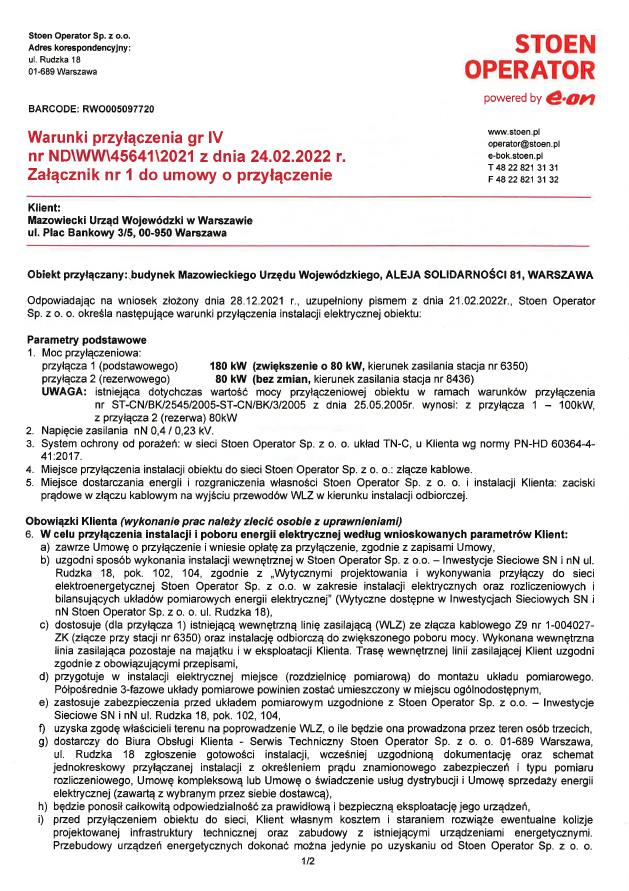 Stoen Operator Sp. z o.o.
Adres korespondencyjny:
ul. Rudzka 18
01-689 Warszawa
STOEN
OPERATOR
powered by e·on
BARCODE: RWO005097720
Warunki przyłączenia gr IV
nr ND\WW\45641\2021 z dnia 24.02.2022 r.
Załącznik nr 1 do umowy o przyłączenie
www.stoen.pl
operator@stoen.pl
e-bok.stoen.pl
T 48 22 821 31 31
F 48 22 821 31 32
Klient:
Mazowiecki Urząd Wojewódzki w Warszawie
ul. Plac Bankowy 3/5, 00-950 Warszawa
Obiekt przyłączany: budynek Mazowieckiego Urzędu Wojewódzkiego, ALEJA SOLIDARNOŚCI 81, WARSZAWA
Odpowiadając na wniosek złożony dnia 28.12.2021 r., uzupełniony pismem z dnia 21.02.2022r., Stoen Operator
Sp. z o. o. określa następujące warunki przyłączenia instalacji elektrycznej obiektu:
Parametry podstawowe
1. Moc przyłączeniowa:
przyłącza 1 (podstawowego) 180 kW (zwiększenie o 80 kW, kierunek zasilania stacja nr 6350)
przyłącza 2 (rezerwowego) 80 kW (bez zmian, kierunek zasilania stacja nr 8436)
UWAGA: istniejąca dotychczas wartość mocy przyłączeniowej obiektu w ramach warunków przyłączenia
nr ST-CN/BK/2545/2005-ST-CN/BK/3/2005 z dnia 25.05.2005r. wynosi: z przyłącza 1 – 100kW,
z przyłącza 2 (rezerwa) 80kW
2. Napięcie zasilania nN 0,4 / 0,23 kV.
3. System ochrony od porażeń: w sieci Stoen Operator Sp. z o. o. układ TN-C, u Klienta wg normy PN-HD 60364-4-
41:2017.
4. Miejsce przyłączenia instalacji obiektu do sieci Stoen Operator Sp. z o. o.: złącze kablowe.
5. Miejsce dostarczania energii i rozgraniczenia własności Stoen Operator Sp. z o. o. i instalacji Klienta: zaciski
prądowe w złączu kablowym na wyjściu przewodów WLZ w kierunku instalacji odbiorczej.
Obowiązki Klienta (wykonanie prac należy zlecić osobie z uprawnieniami)
6. W celu przyłączenia instalacji i poboru energii elektrycznej według wnioskowanych parametrów Klient:
a) zawrze Umowę o przyłączenie i wniesie opłatę za przyłączenie, zgodnie z zapisami Umowy,
b) uzgodni sposób wykonania instalacji wewnętrznej w Stoen Operator Sp. z o.o. – Inwestycje Sieciowe SN i nN ul.
Rudzka 18, pok. 102, 104, zgodnie z „Wytycznymi projektowania i wykonywania przyłączy do sieci
elektroenergetycznej Stoen Operator Sp. z o.o. w zakresie instalacji elektrycznych oraz rozliczeniowych i
bilansujących układów pomiarowych energii elektrycznej" (Wytyczne dostępne w Inwestycjach Sieciowych SN i
nN Stoen Operator Sp. z o. o. ul. Rudzka 18),
c) dostosuje (dla przyłącza 1) istniejącą wewnętrzną linię zasilającą (WLZ) ze złącza kablowego Z9 nr 1-004027-
ZK (złącze przy stacji nr 6350) oraz instalację odbiorczą do zwiększonego poboru mocy. Wykonana wewnętrzna
linia zasilająca pozostaje na majątku i w eksploatacji Klienta. Trasę wewnętrznej linii zasilającej Klient uzgodni
zgodnie z obowiązującymi przepisami,
d) przygotuje w instalacji elektrycznej miejsce (rozdzielnicę pomiarową) do montażu układu pomiarowego.
Półpośrednie 3-fazowe układy pomiarowe powinien zostać umieszczony w miejscu ogólnodostępnym,
e) zastosuje zabezpieczenia przed układem pomiarowym uzgodnione z Stoen Operator Sp. z o.o. – Inwestycje
Sieciowe SN i nN ul. Rudzka 18, pok. 102, 104,
f) uzyska zgodę właścicieli terenu na poprowadzenie WLZ, o ile będzie ona prowadzona przez teren osób trzecich,
g) dostarczy do Biura Obsługi Klienta - Serwis Techniczny Stoen Operator Sp. z o. o. 01-689 Warszawa,
ul. Rudzka 18 zgłoszenie gotowości instalacji, wcześniej uzgodnioną dokumentację oraz schemat
jednokreskowy przyłączanej instalacji z określeniem prądu znamionowego zabezpieczeń i typu pomiaru
rozliczeniowego, Umowę kompleksową lub Umowę o świadczenie usług dystrybucji i Umowę sprzedaży energii
elektrycznej (zawartą z wybranym przez siebie dostawcą),
h) będzie ponosił całkowitą odpowiedzialność za prawidłową i bezpieczną eksploatację jego urządzeń,
i) przed przyłączeniem obiektu do sieci, Klient własnym kosztem i staraniem rozwiąże ewentualne kolizje
projektowanej infrastruktury technicznej oraz zabudowy z istniejącymi urządzeniami energetycznymi.
Przebudowy urządzeń energetycznych dokonać można jedynie po uzyskaniu od Stoen Operator Sp. z o. o.
1/2